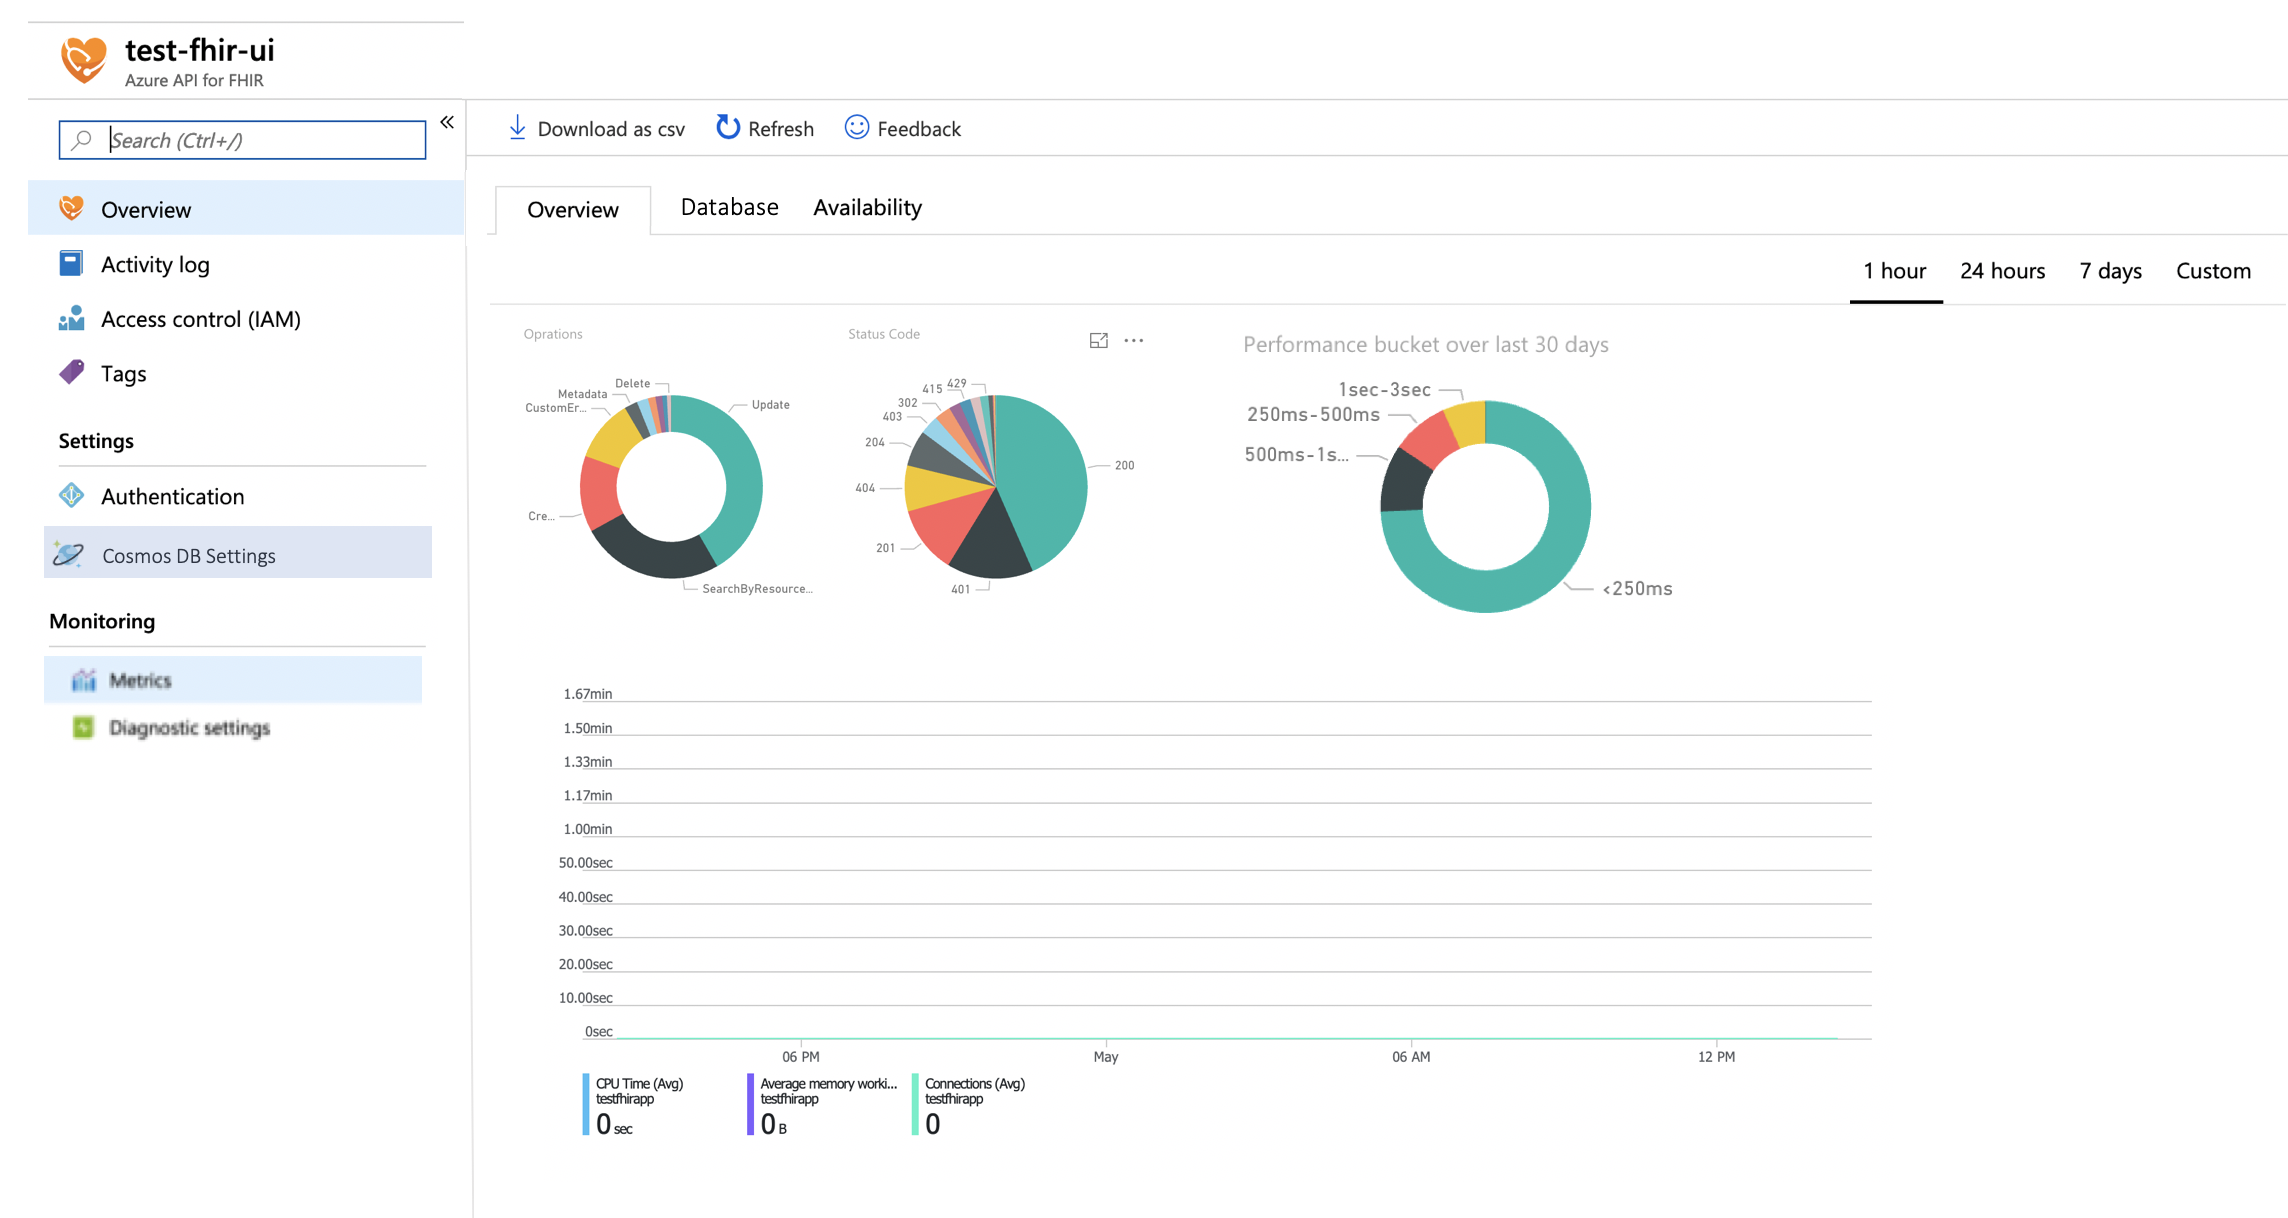 test-fhir-ui
Azure API for FHIR
Search (Ctrl+/)
«
Overview
Activity log
Access control (IAM)
Tags
Settings
Authentication
Cosmos DB Settings
Monitoring
Metrics
Diagnostic settings
Download as csv
Refresh
Feedback
Overview
Database
Availability
1 hour
24 hours
7 days
Custom
Oprations
Delete
Metadata
CustomEr...
Update
Cre...
SearchByResource...
Status Code
429
415
302
403
204
404
201
401
200
Performance bucket over last 30 days
1sec-3sec
250ms-500ms
500ms-1s...
<250ms
1.67min
1.50min
1.33min
1.17min
1.00min
50.00sec
40.00sec
30.00sec
20.00sec
10.00sec
0sec
06 PM
May
06 AM
12 PM
CPU Time (Avg)
testfhirapp
0 sec
Average memory worki...
testfhirapp
0 B
Connections (Avg)
testfhirapp
0